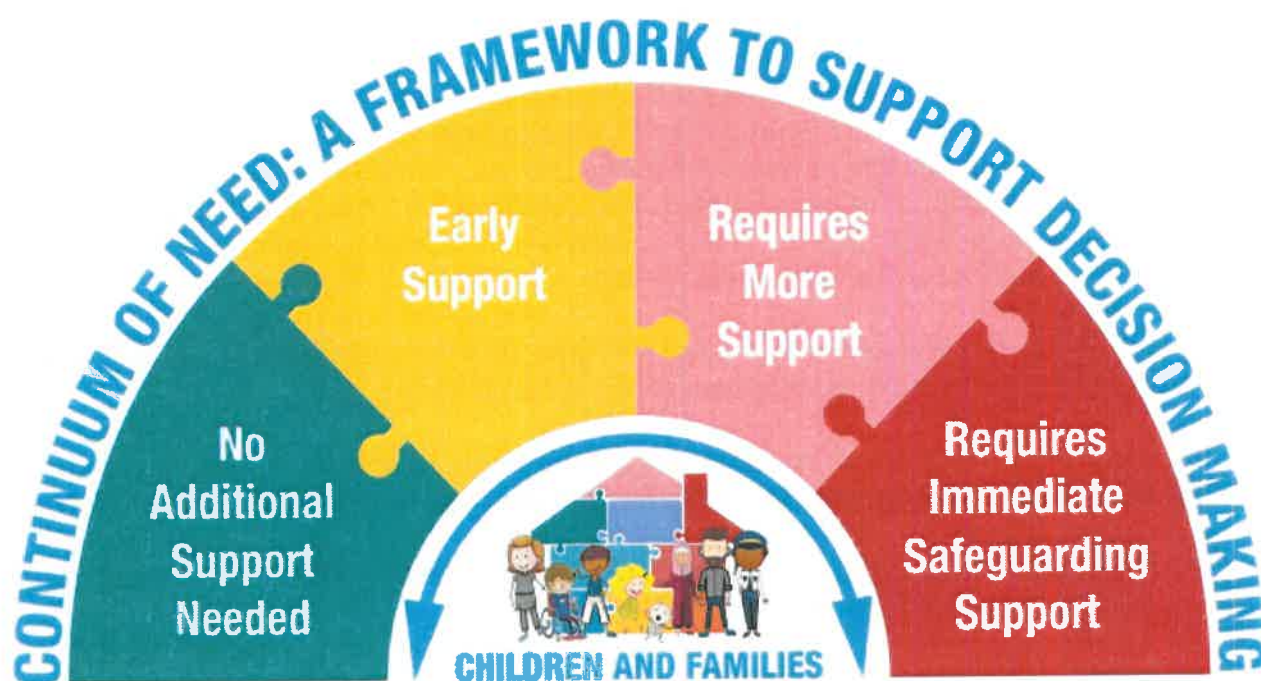 CONTINUUM OF NEED: A FRAMEWORK TO SUPPORT DECISION MAKING
No
Additional
Support
Needed
Early
Support
Requires
More
Support
Requires
Immediate
Safeguarding
Support
CHILDREN AND FAMILIES